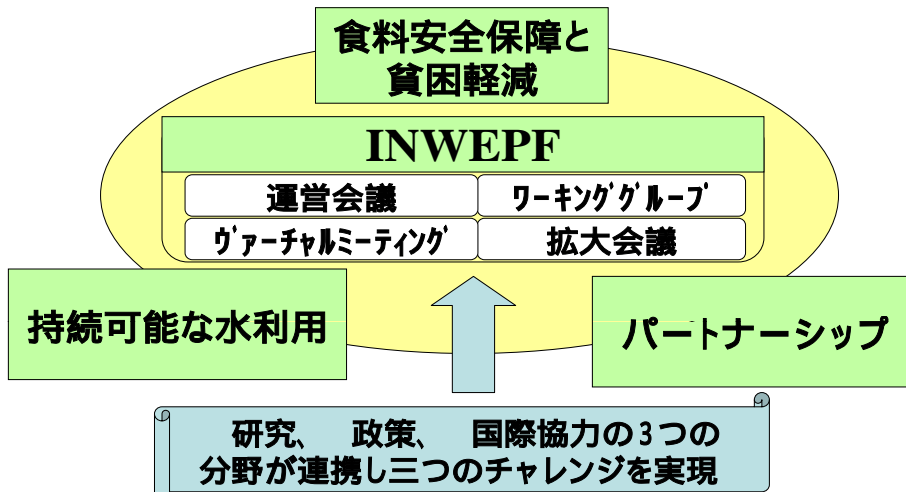 食料安全保障と
貧困軽減
INWEPF
運営会議
ワーキンググループ
ヴァーチャルミーティング
拡大会議
持続可能な水利用
パートナーシップ
研究、 政策、 国際協力の3つの
分野が連携し三つのチャレンジを実現